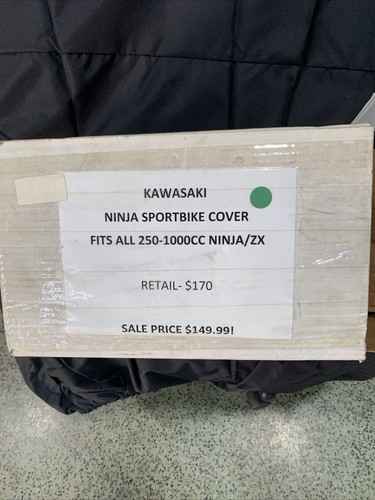 KAWASAKI
NINJA SPORTBIKE COVER
FITS ALL 250-1000CC NINJA/ZX
RETAIL- $170
SALE PRICE $149.99!